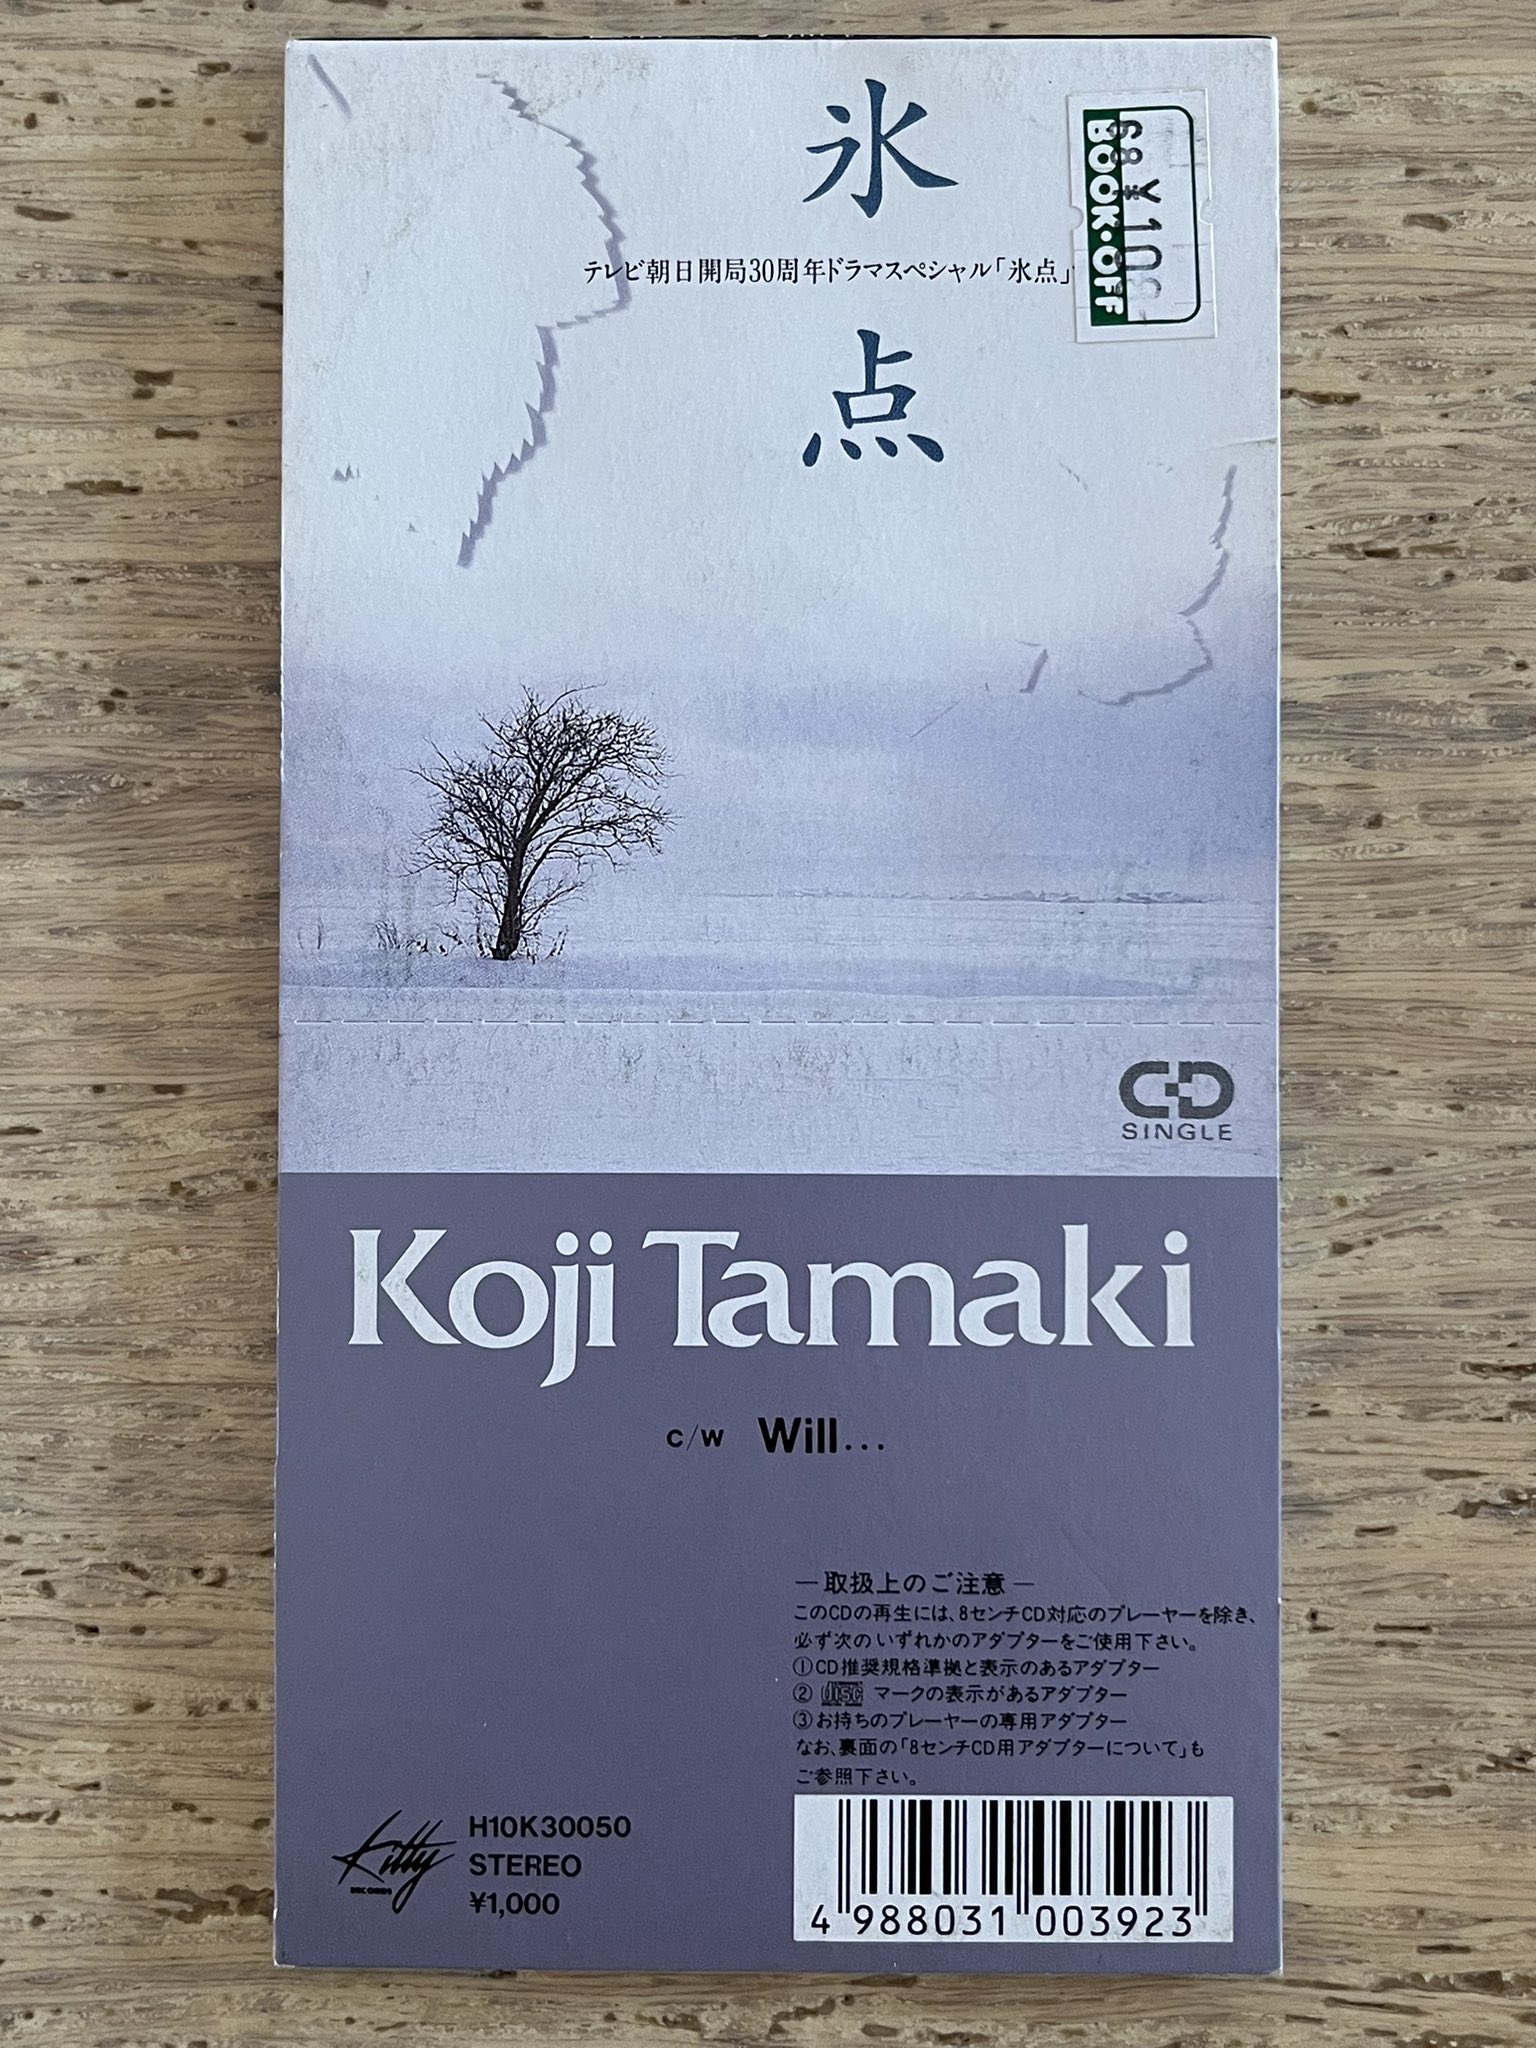 氷点
テレビ朝日開局30周年ドラマスペシャル「氷点」
BOOK・OFF
68 ¥10
CD
SINGLE
Koji Tamaki
c/w Will...
—取扱上のご注意—
このCDの再生には、8センチCD対応のプレーヤーを除き、
必ず次のいずれかのアダプターをご使用下さい。
①CD推奨規格準拠と表示のあるアダプター
② disc マークの表示があるアダプター
③お持ちのプレーヤーの専用アダプター
なお、裏面の「8センチCD用アダプターについて」も
ご参照下さい。
Kitty
RECORDS
H10K30050
STEREO
¥1,000
4 988031 003923